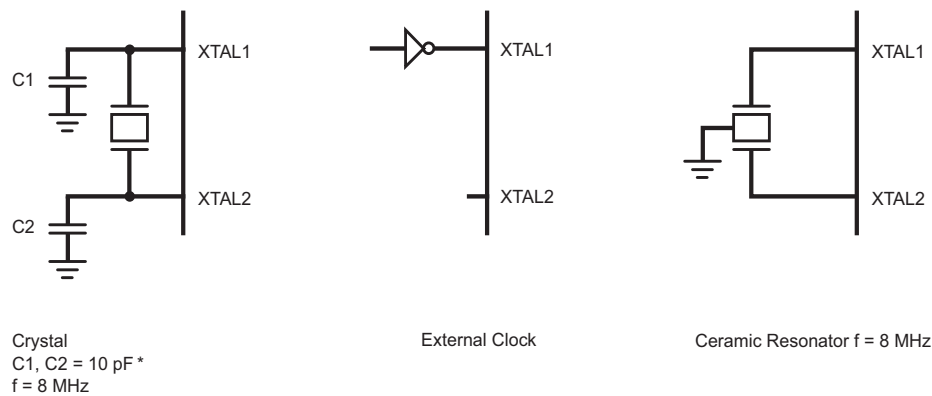 XTAL1
C1
XTAL2
C2
Crystal
C1, C2 = 10 pF *
f = 8 MHz
XTAL1
XTAL2
External Clock
XTAL1
XTAL2
Ceramic Resonator f = 8 MHz